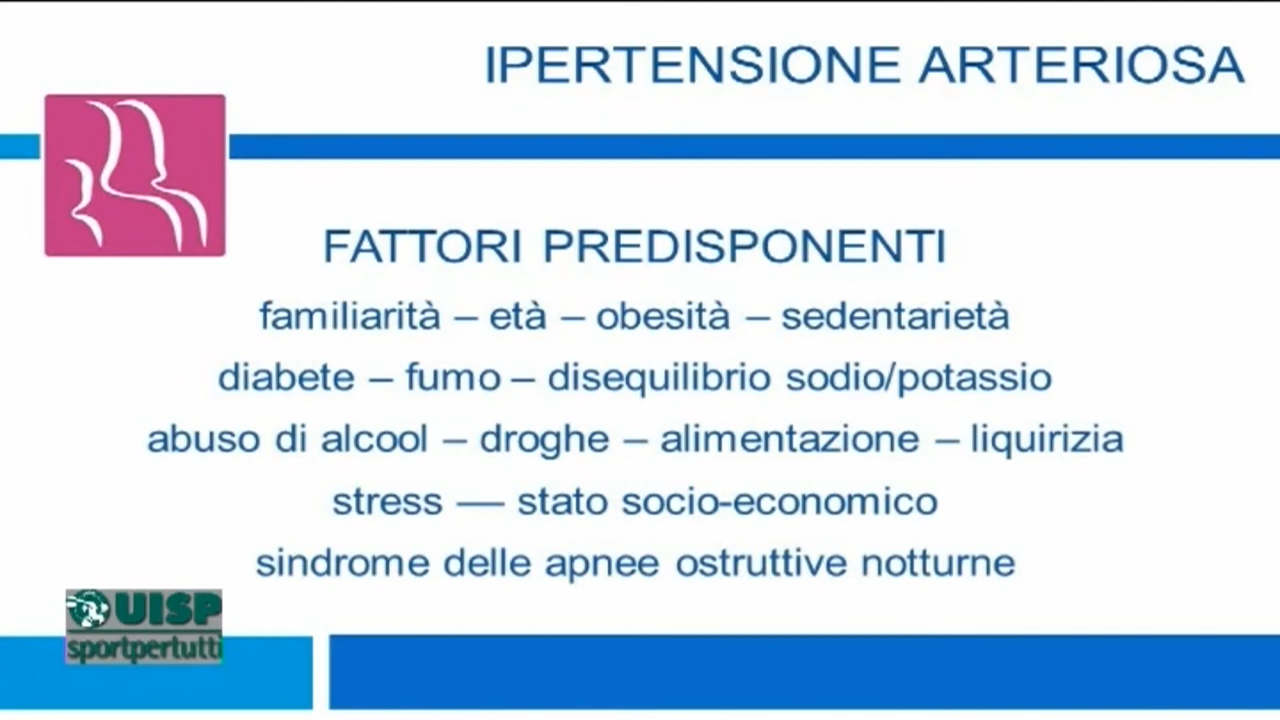 IPERTENSIONE ARTERIOSA
FATTORI PREDISPONENTI
familiarità – età – obesità – sedentarietà
diabete – fumo – disequilibrio sodio/potassio
abuso di alcool – droghe – alimentazione – liquirizia
stress –– stato socio-economico
sindrome delle apnee ostruttive notturne
UISP
sportpertutti